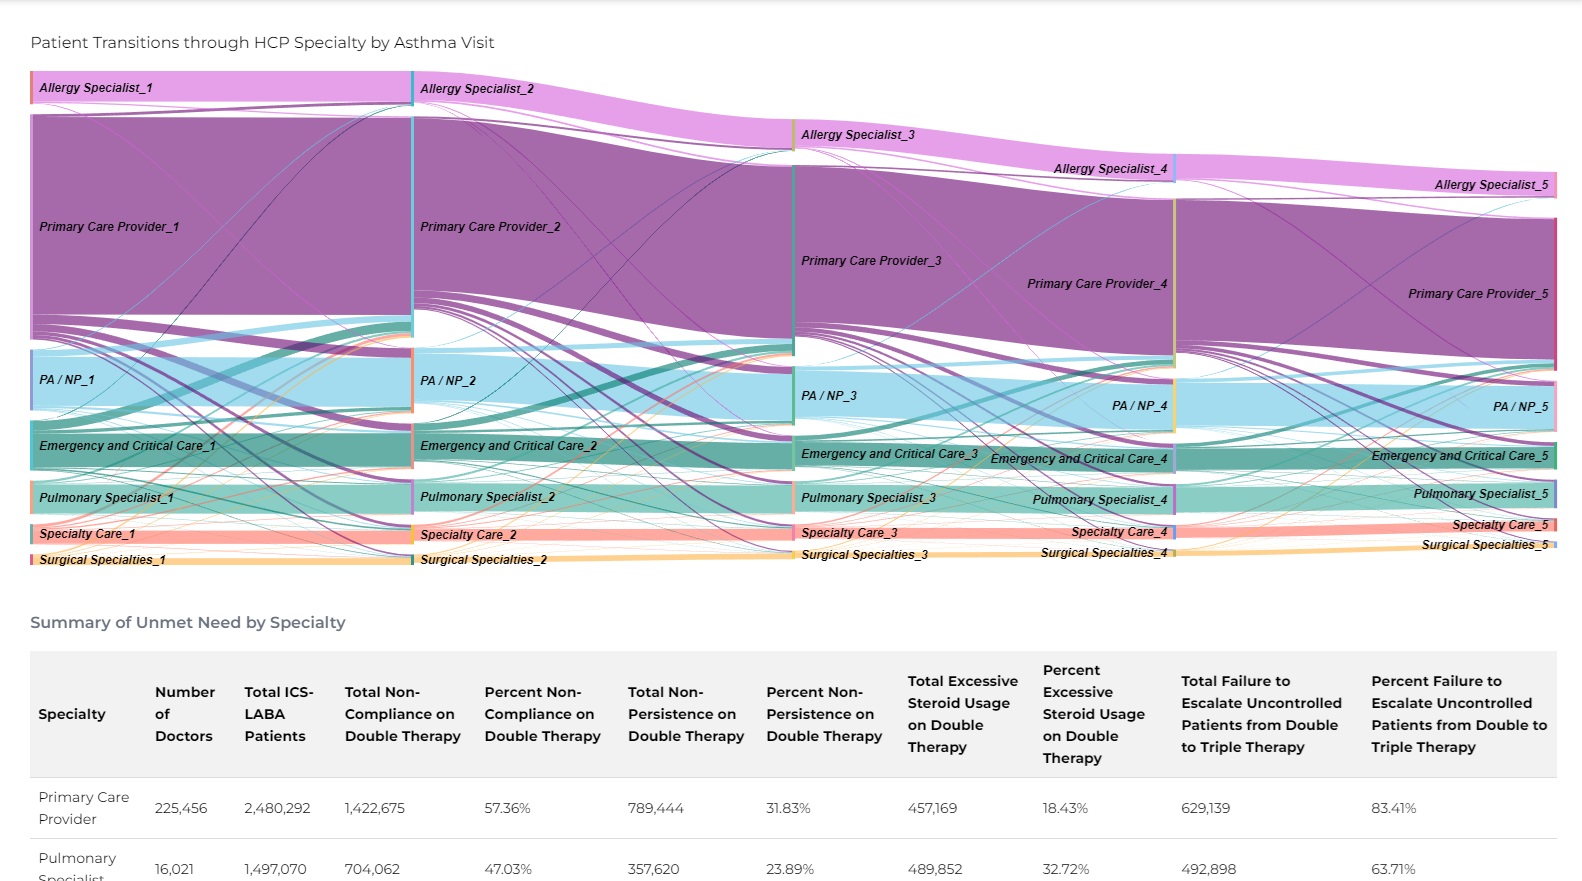 Patient Transitions through HCP Specialty by Asthma Visit
Allergy Specialist_1
Allergy Specialist_2
Allergy Specialist_3
Allergy Specialist_4
Allergy Specialist_5
Primary Care Provider_1
Primary Care Provider_2
Primary Care Provider_3
Primary Care Provider_4
Primary Care Provider_5
PA / NP_1
PA / NP_2
PA / NP_3
PA / NP_4
PA / NP_5
Emergency and Critical Care_1
Emergency and Critical Care_2
Emergency and Critical Care_3
Emergency and Critical Care_4
Emergency and Critical Care_5
Pulmonary Specialist_1
Pulmonary Specialist_2
Pulmonary Specialist_3
Pulmonary Specialist_4
Pulmonary Specialist_5
Specialty Care_1
Specialty Care_2
Specialty Care_3
Specialty Care_4
Specialty Care_5
Surgical Specialties_1
Surgical Specialties_2
Surgical Specialties_3
Surgical Specialties_4
Surgical Specialties_5
Summary of Unmet Need by Specialty
Specialty
Number
of
Doctors
Total ICS-
LABA
Patients
Total Non-
Compliance on
Double Therapy
Percent Non-
Compliance on
Double Therapy
Total Non-
Persistence on
Double Therapy
Percent Non-
Persistence on
Double Therapy
Total Excessive
Steroid Usage
on Double
Therapy
Percent
Excessive
Steroid Usage
on Double
Therapy
Total Failure to
Escalate Uncontrolled
Patients from Double
to Triple Therapy
Percent Failure to
Escalate Uncontrolled
Patients from Double to
Triple Therapy
Primary Care
Provider
225,456
2,480,292
1,422,675
57.36%
789,444
31.83%
457,169
18.43%
629,139
83.41%
Pulmonary
Specialist
16,021
1,497,070
704,062
47.03%
357,620
23.89%
489,852
32.72%
492,898
63.71%